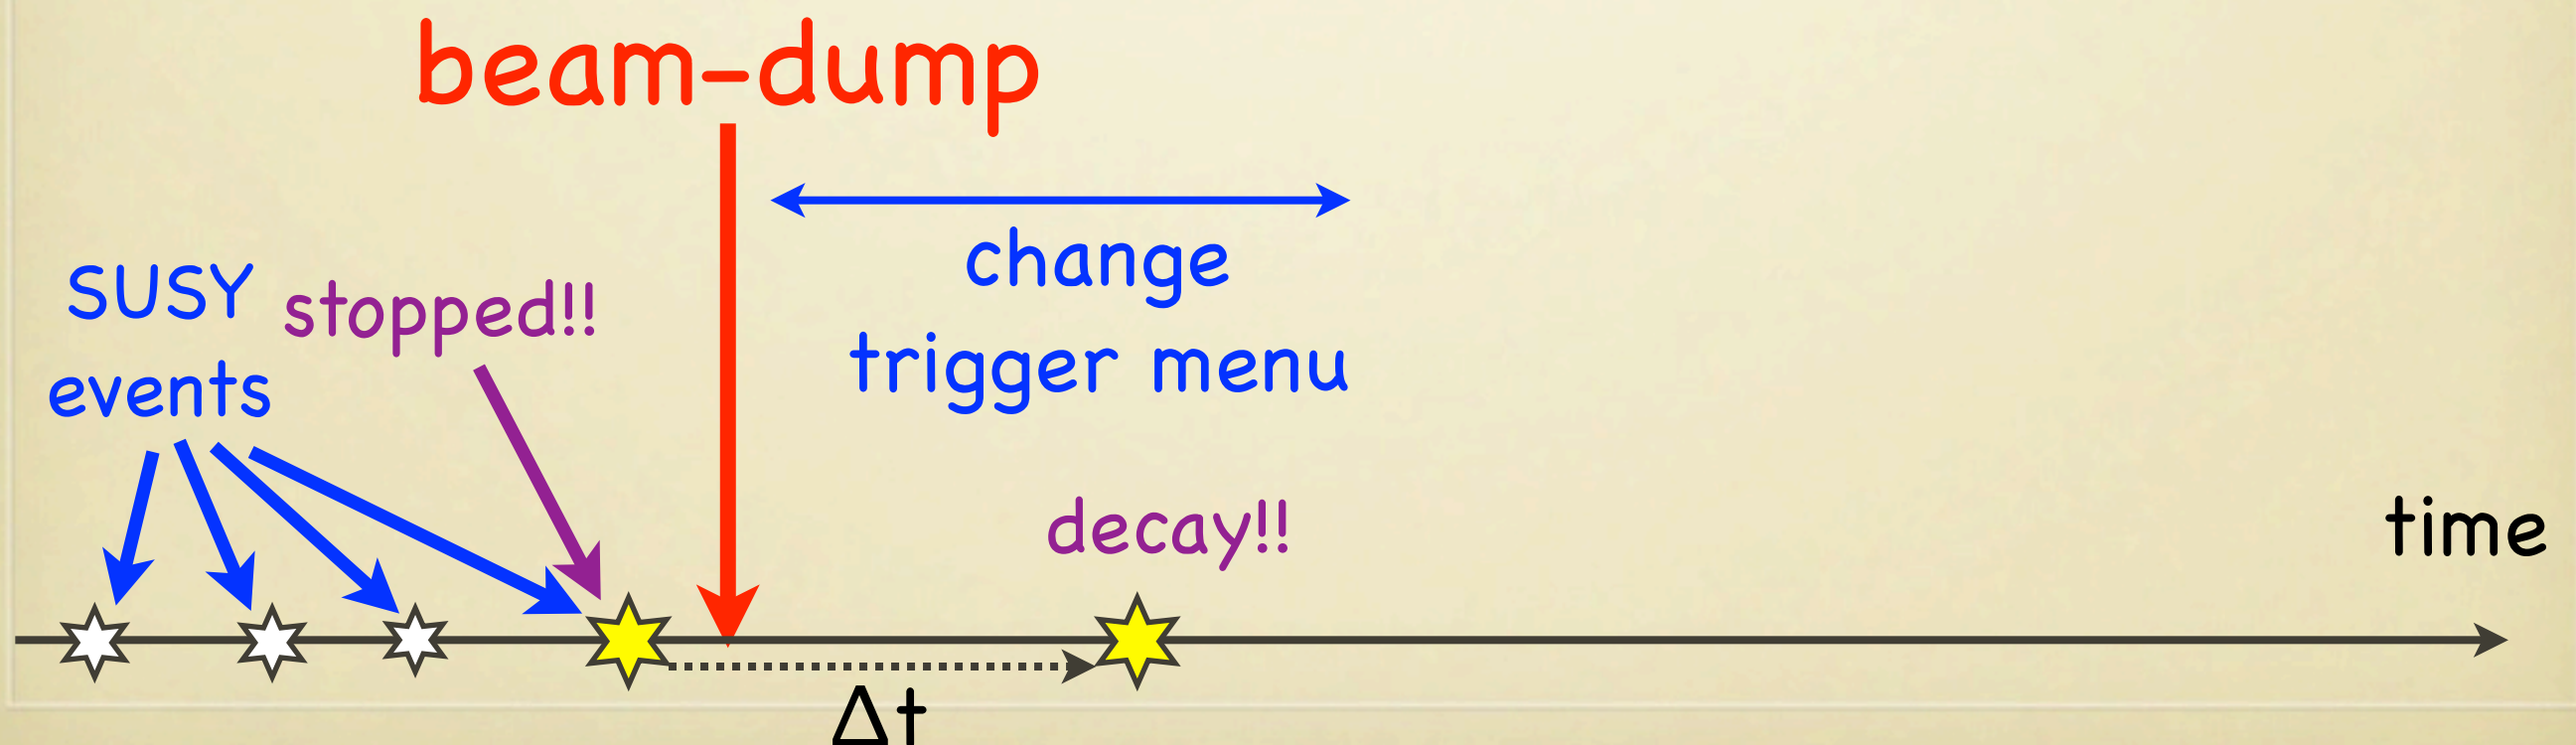 beam-dump
change
trigger menu
SUSY
events
stopped!!
decay!!
time
Δt